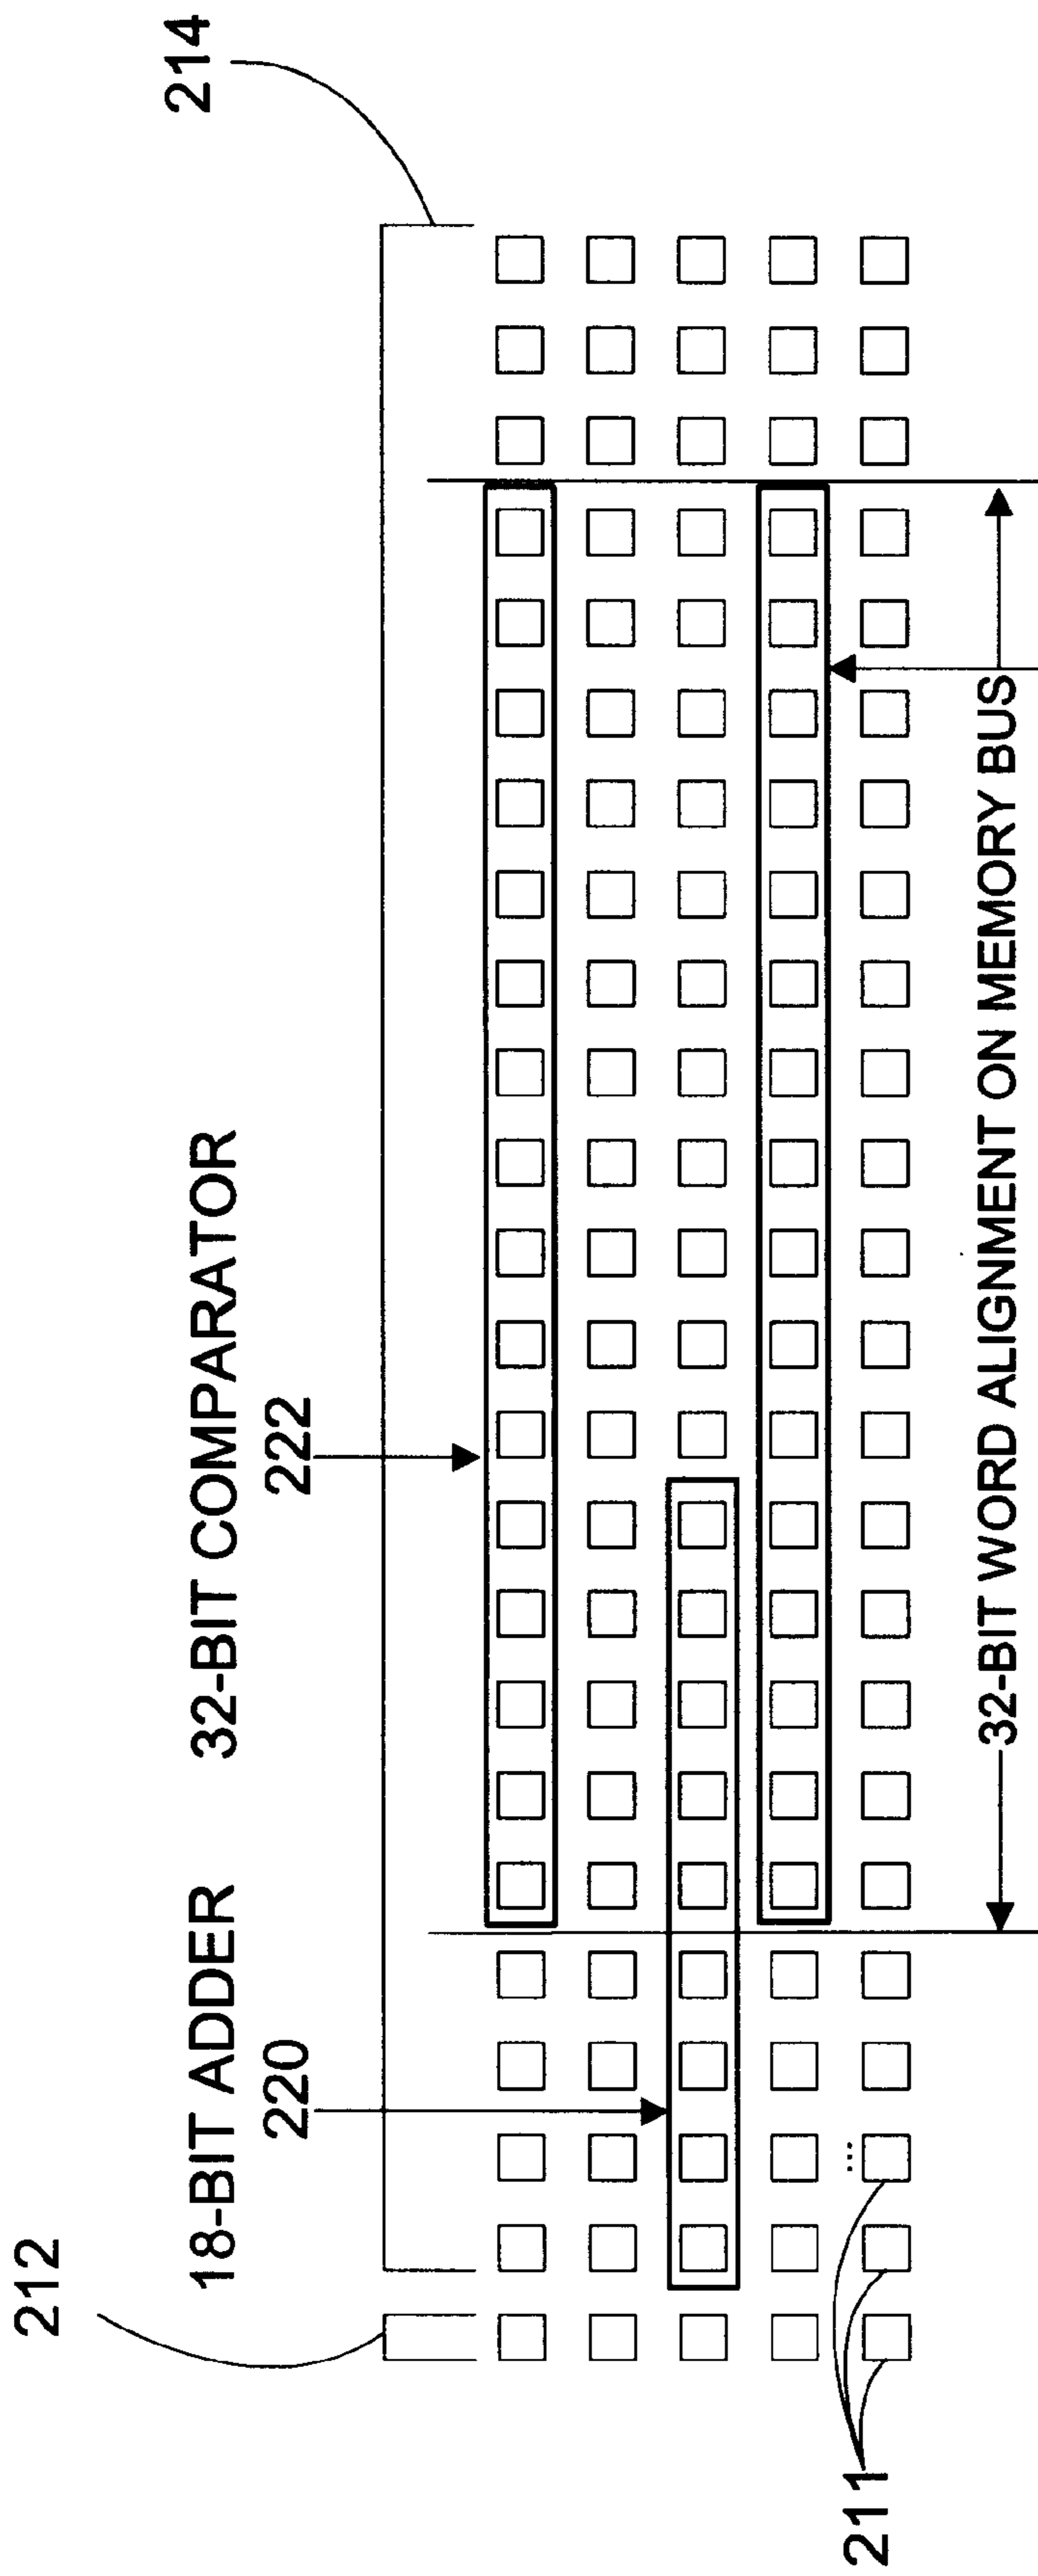 214
32-BIT COMPARATOR
222
18-BIT ADDER
220
212
...
211
32-BIT WORD ALIGNMENT ON MEMORY BUS